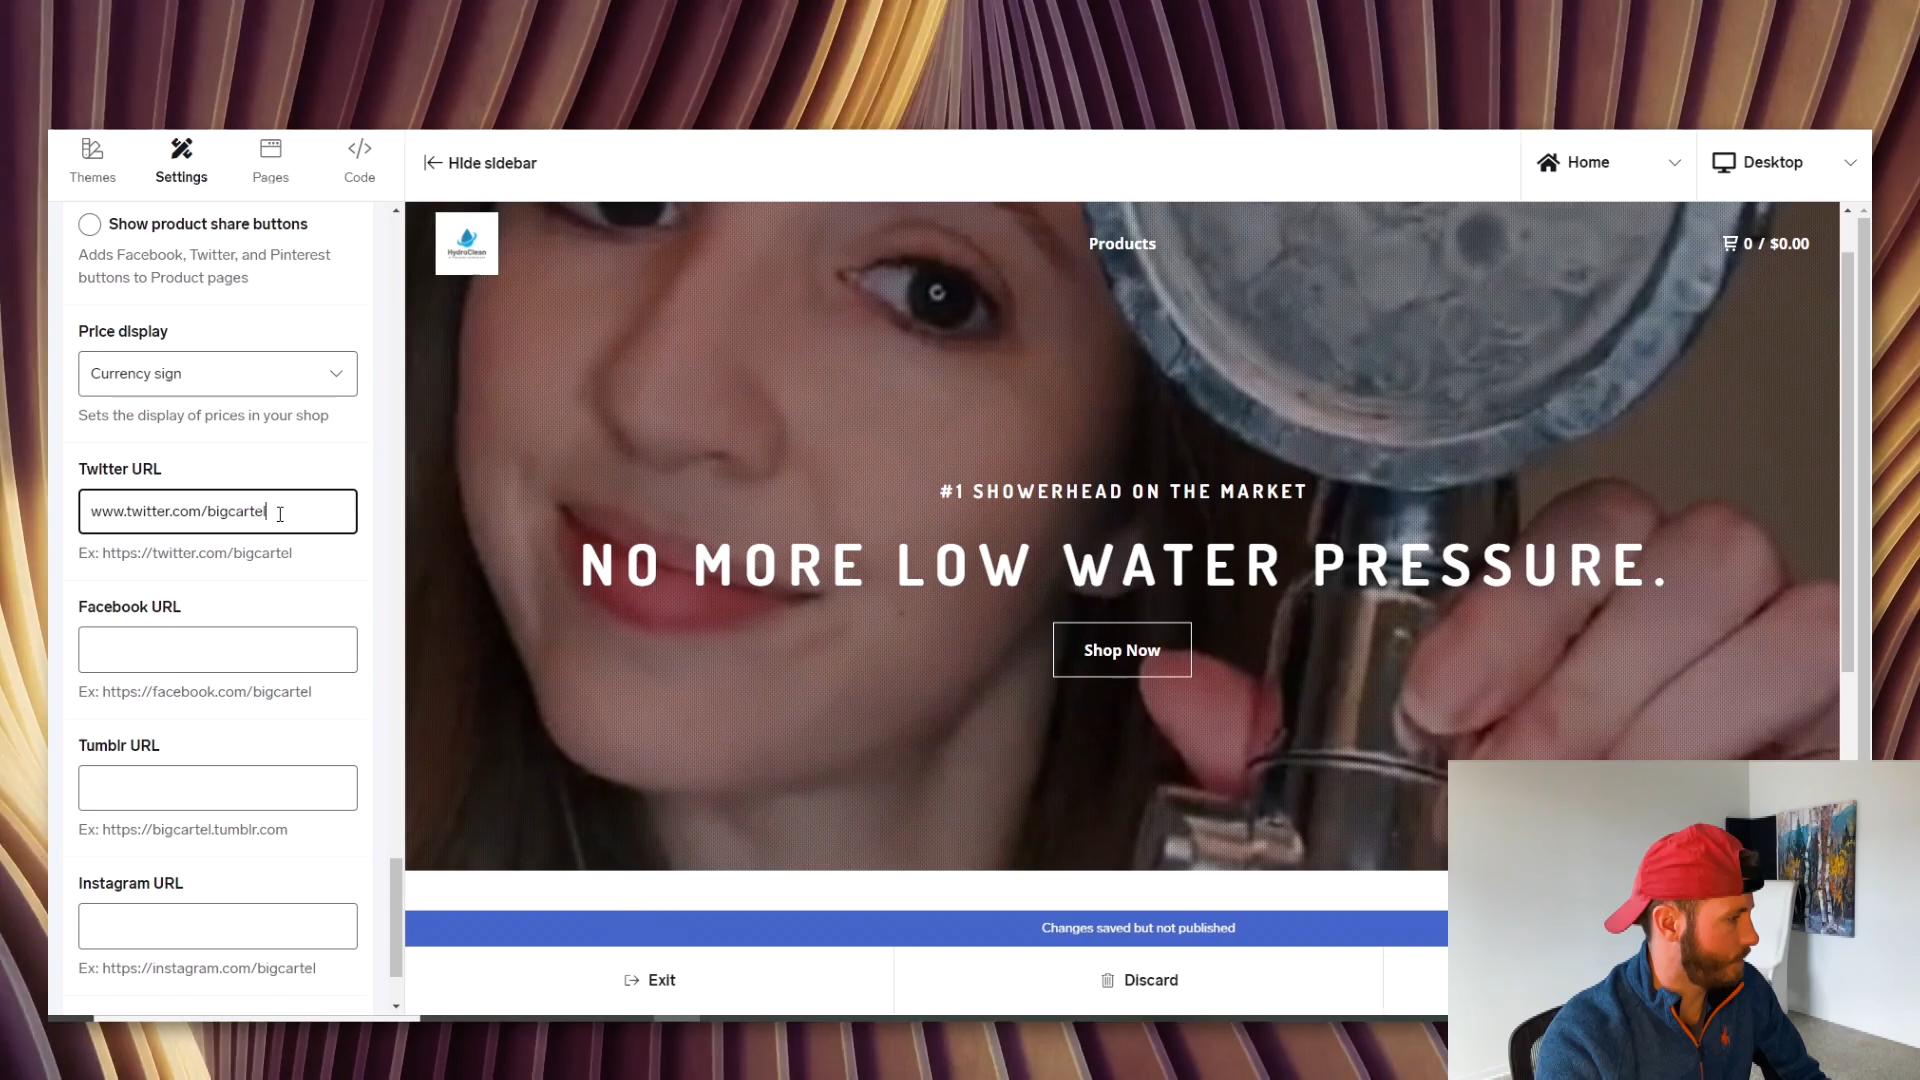 Themes
Settings
Pages
Code
Hide sidebar
Home
Desktop
Show product share buttons
Adds Facebook, Twitter, and Pinterest
buttons to Product pages
Price display
Currency sign
Sets the display of prices in your shop
Twitter URL
www.twitter.com/bigcartel
Ex: https://twitter.com/bigcartel
Facebook URL
Ex: https://facebook.com/bigcartel
Tumblr URL
Ex: https://bigcartel.tumblr.com
Instagram URL
Ex: https://instagram.com/bigcartel
HydroClean
Products
0 / $0.00
#1 SHOWERHEAD ON THE MARKET
NO MORE LOW WATER PRESSURE.
Shop Now
Changes saved but not published
Exit
Discard